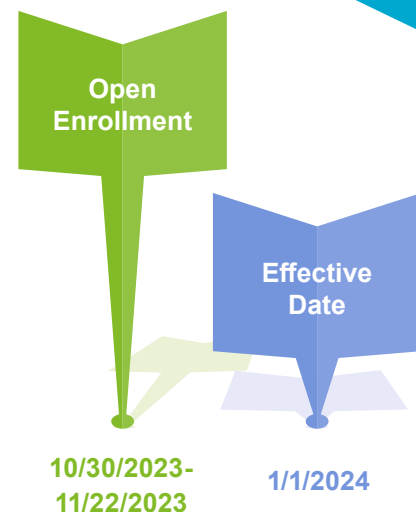 Open
Enrollment
Effective
Date
10/30/2023-
11/22/2023
1/1/2024